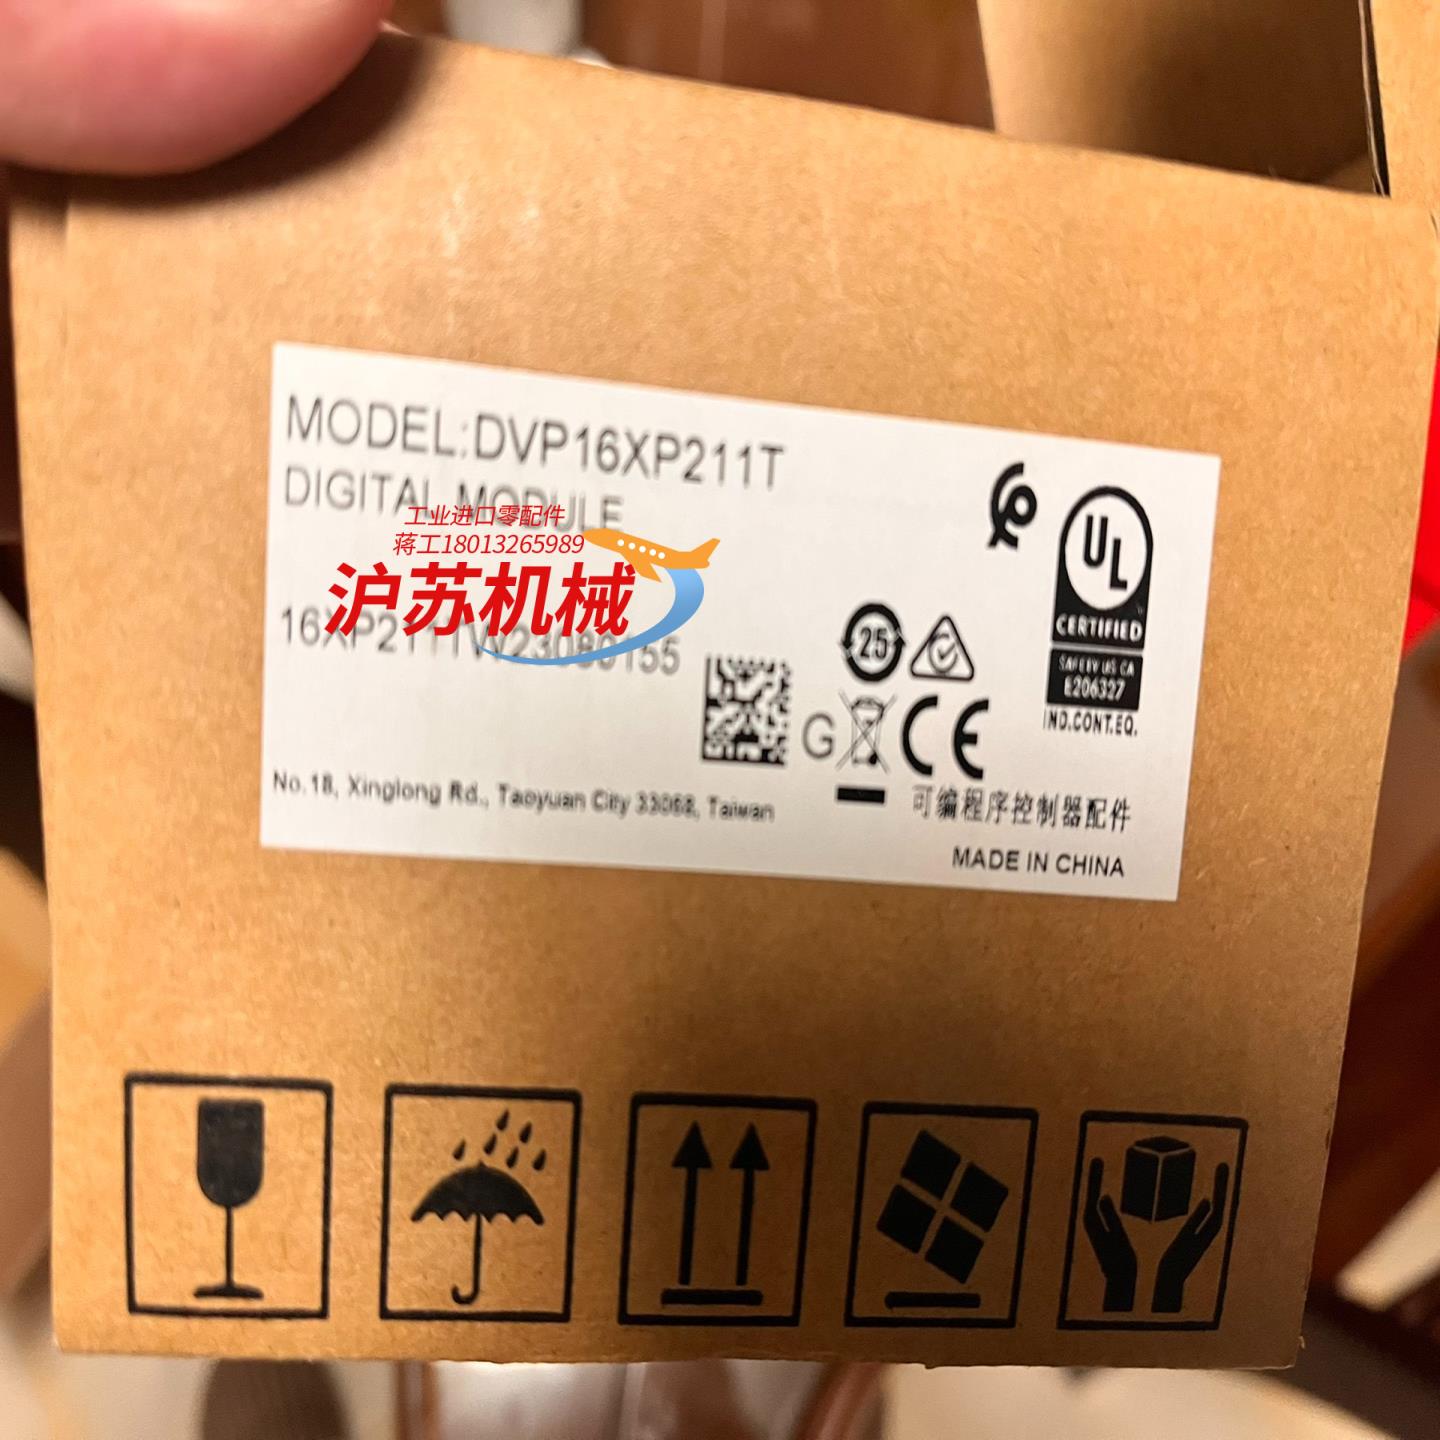 MODEL:DVP16XP211T
DIGITAL MODULE
工业进口零配件
蒋工18013265989
沪苏机械
16XP211TW23080155
UL
CERTIFIED
SAFETY US CA
E206327
IND.CONT.EQ.
25
G
CE
No.18, Xinglong Rd., Taoyuan City 33068, Taiwan
可编程序控制器配件
MADE IN CHINA